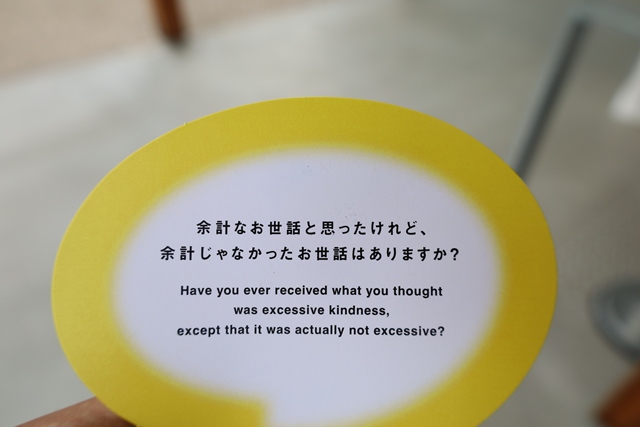 余計なお世話と思ったけれど、
余計じゃなかったお世話はありますか？
Have you ever received what you thought
was excessive kindness,
except that it was actually not excessive?